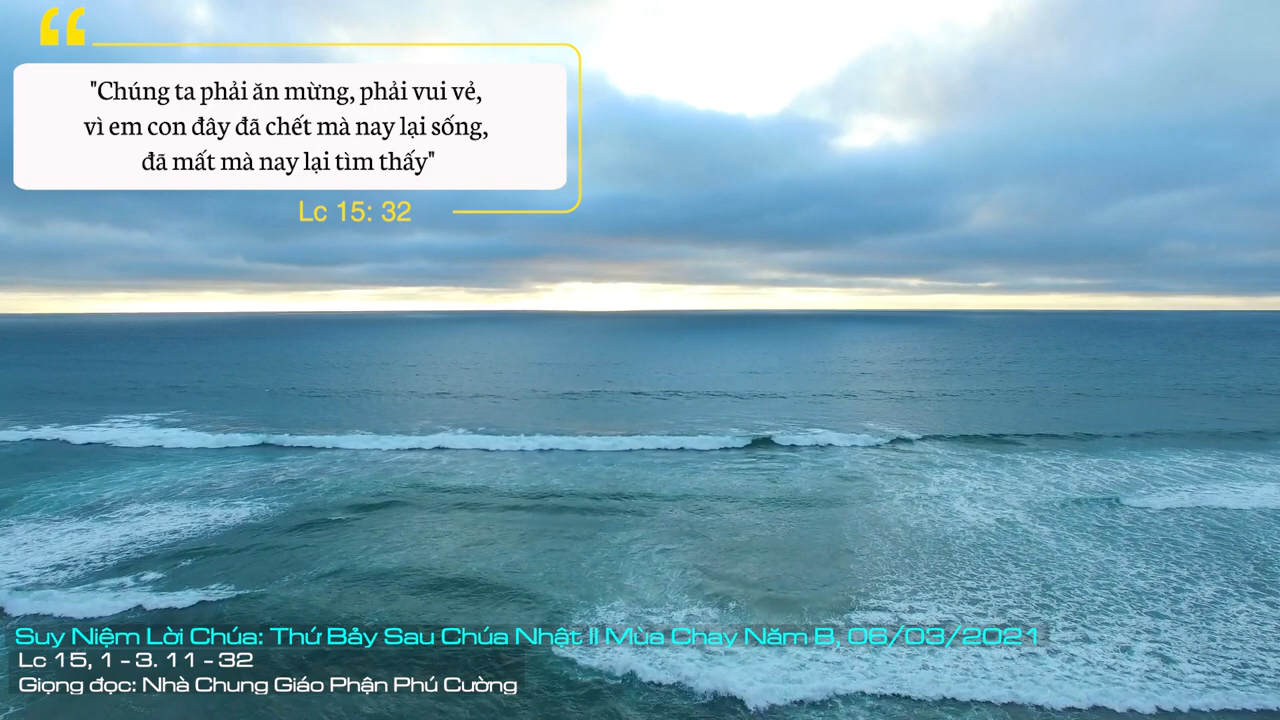 "Chúng ta phải ăn mừng, phải vui vẻ,
vì em con đây đã chết mà nay lại sống,
đã mất mà nay lại tìm thấy"
Lc 15: 32
Suy Niệm Lời Chúa: Thứ Bảy Sau Chúa Nhật II Mùa Chay Năm B, 06/03/2021
Lc 15, 1 - 3. 11 - 32
Giọng đọc: Nhà Chung Giáo Phận Phú Cường